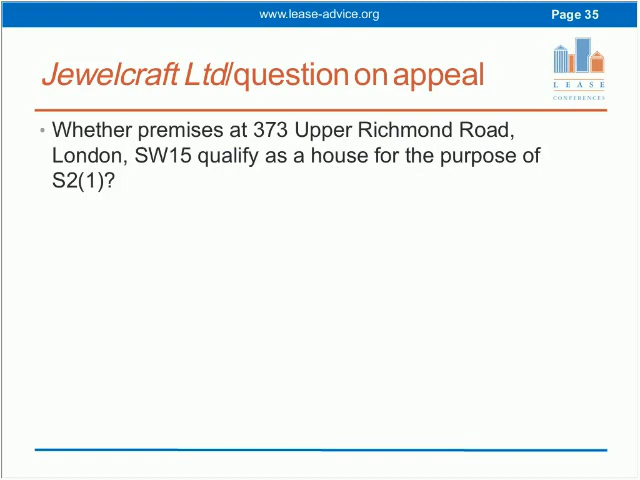 www.lease-advice.org
Page 35
Jewelcraft Ltd/question on appeal
LEASE
CONFERENCES
• Whether premises at 373 Upper Richmond Road,
London, SW15 qualify as a house for the purpose of
S2(1)?